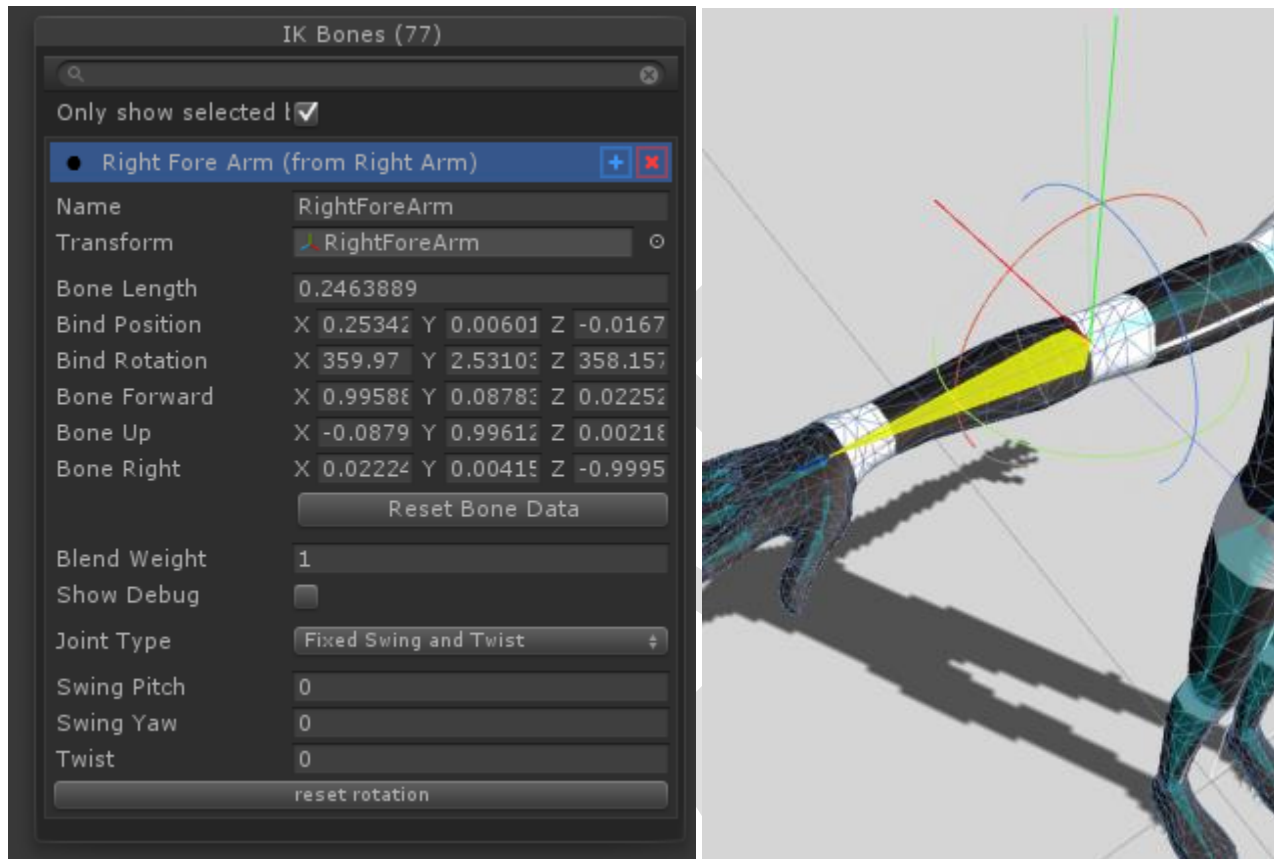 IK Bones (77)
Only show selected b
Right Fore Arm (from Right Arm)
Name RightForeArm
Transform RightForeArm
Bone Length 0.2463889
Bind Position X 0.25342 Y 0.00601 Z -0.0167
Bind Rotation X 359.97 Y 2.53103 Z 358.157
Bone Forward X 0.99588 Y 0.08783 Z 0.02252
Bone Up X -0.0879 Y 0.99612 Z 0.00218
Bone Right X 0.02224 Y 0.00415 Z -0.9995
Reset Bone Data
Blend Weight 1
Show Debug
Joint Type Fixed Swing and Twist
Swing Pitch 0
Swing Yaw 0
Twist 0
reset rotation